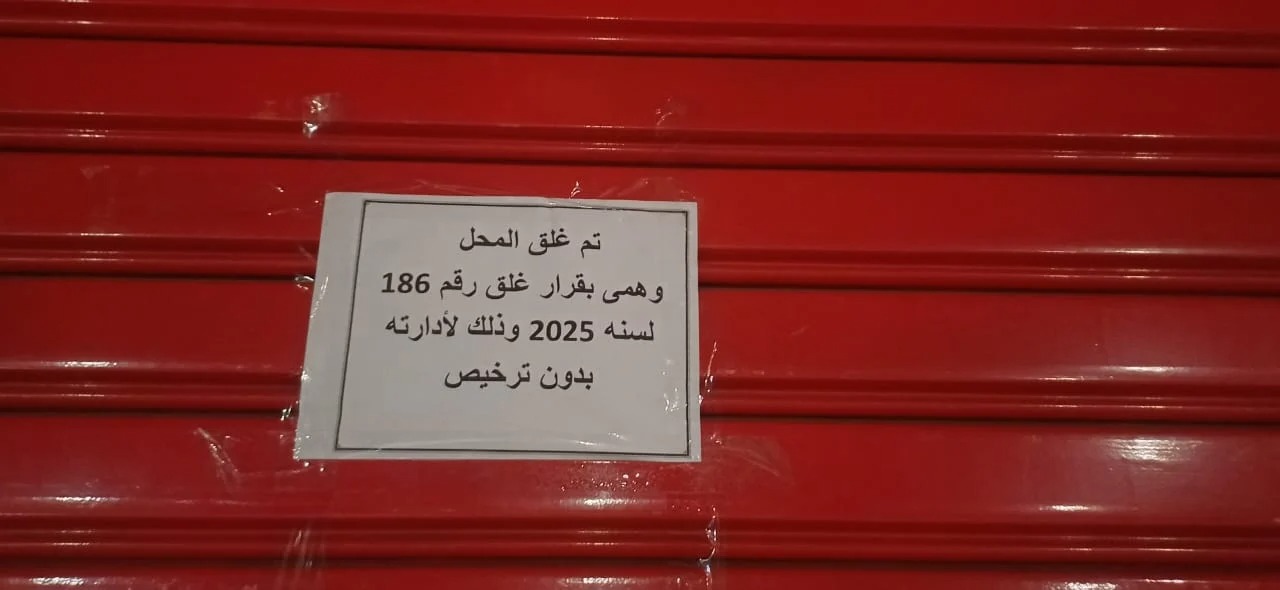 تم غلق المحل
وهمى بقرار غلق رقم 186
لسنه 2025 وذلك لأدارته
بدون ترخيص